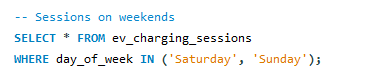 -- Sessions on weekends
SELECT * FROM ev_charging_sessions
WHERE day_of_week IN ('Saturday', 'Sunday');